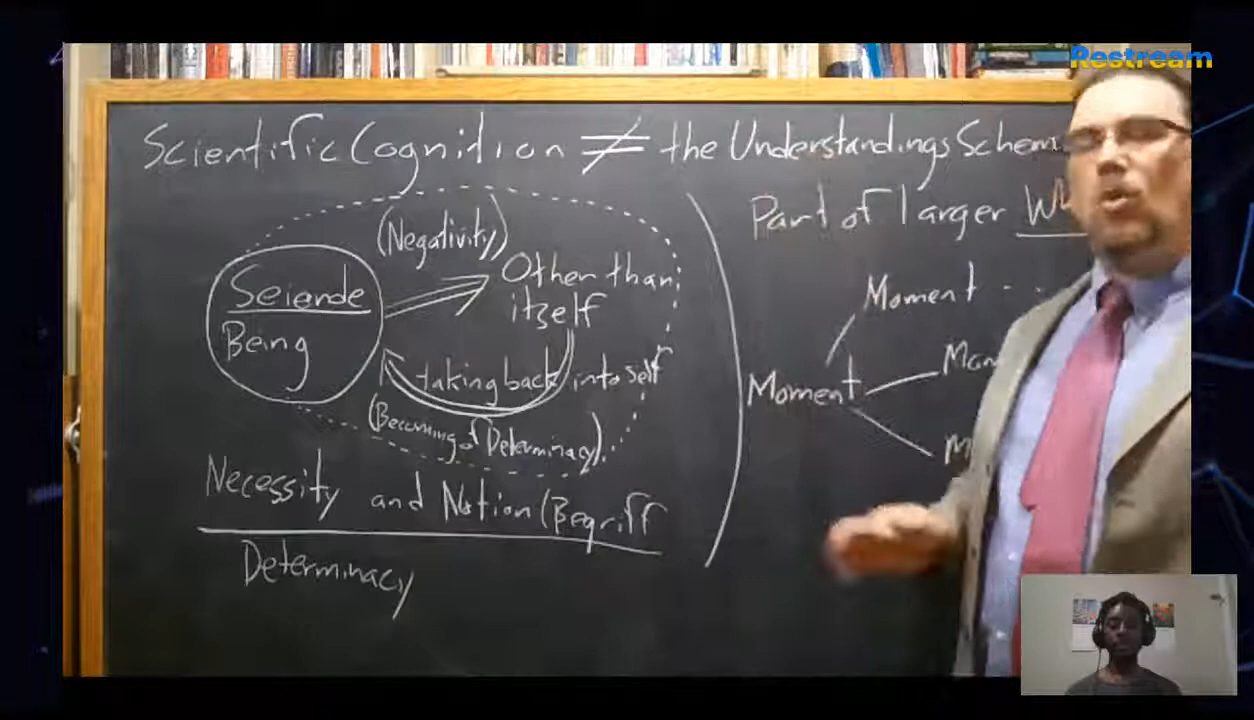 Restream
Scientific Cognition ≠ the Understandings Schem
(Negativity)
Seiende
Being
Other than
itself
taking back into self
(Becoming of Determinacy)
Necessity and Notion (Begriff
Determinacy
Part of larger
Moment
Moment